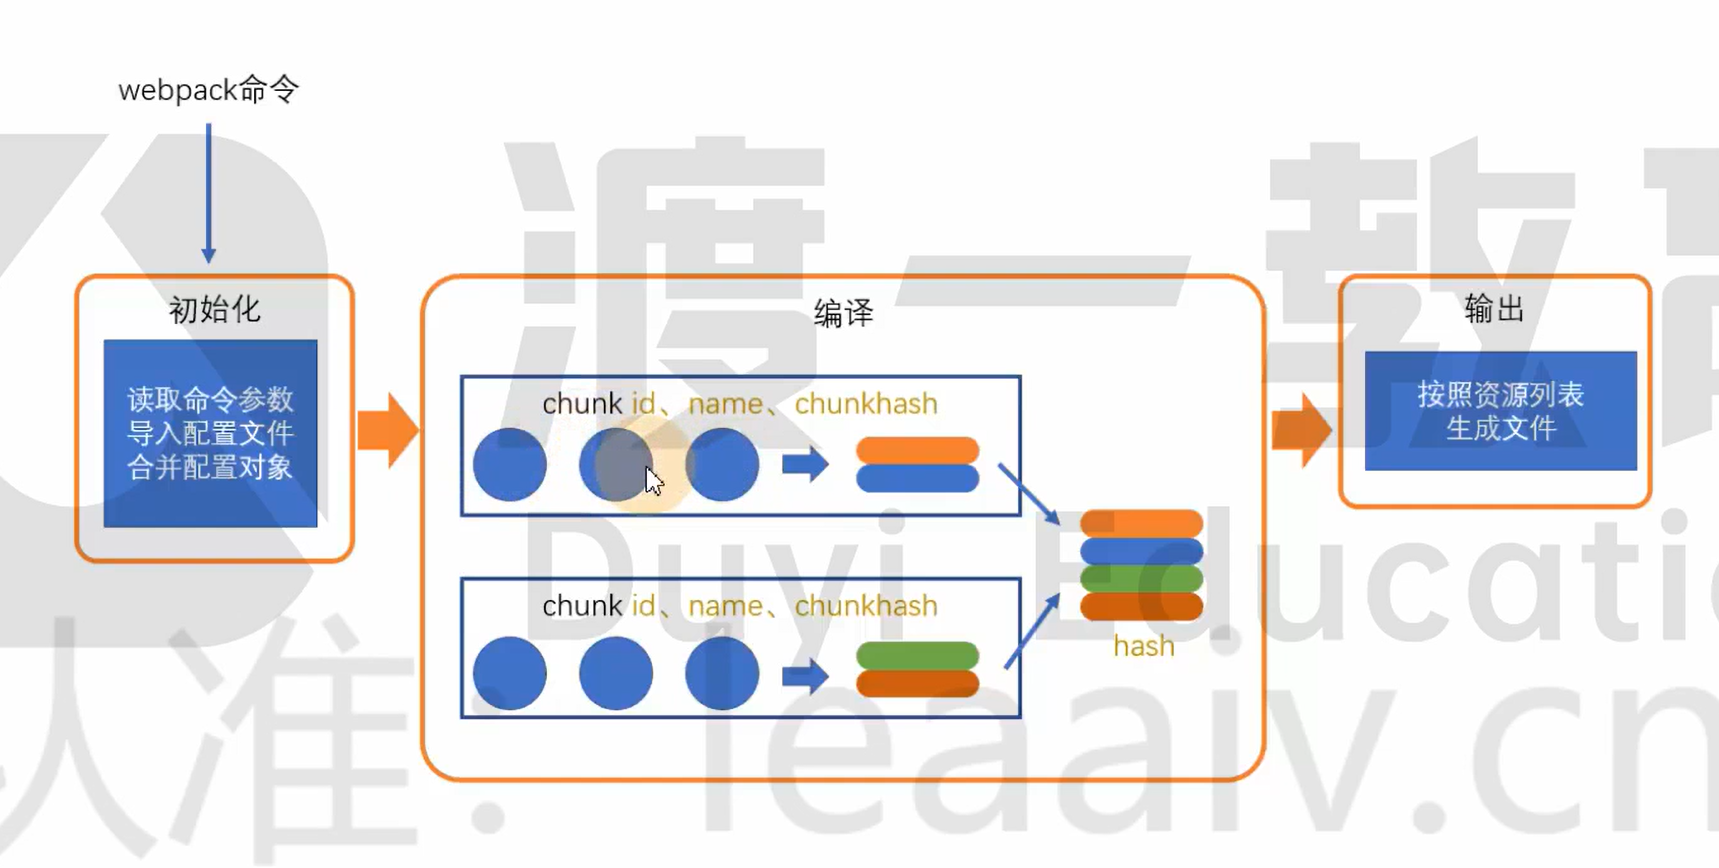 webpack命令
初始化
读取命令参数
导入配置文件
合并配置对象
编译
chunk id、name、chunkhash
chunk id、name、chunkhash
hash
输出
按照资源列表
生成文件
渡一教育
Duyi Educatio
认准：leaaiv.cn